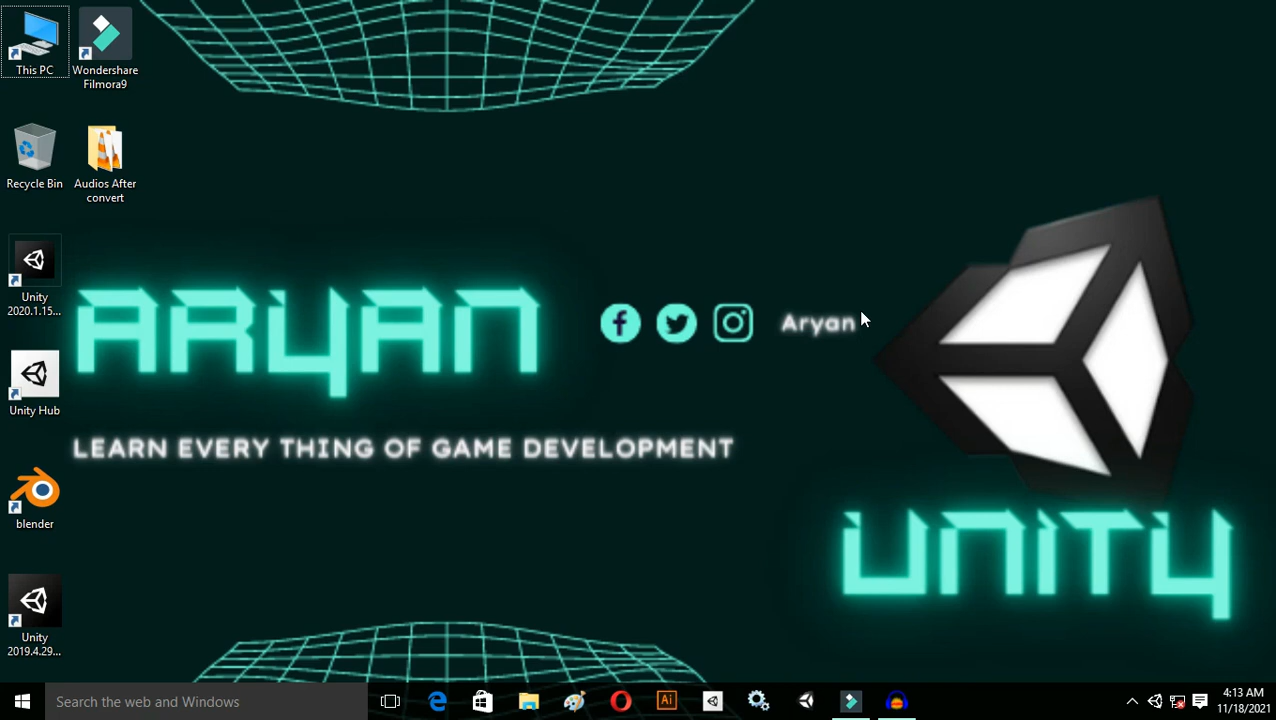 This PC
Wondershare
Filmora9
Recycle Bin
Audios After
convert
Unity
2020.1.15...
Unity Hub
blender
Unity
2019.4.29...
ARYAN
Aryan
LEARN EVERY THING OF GAME DEVELOPMENT
UNITY
Search the web and Windows
Ai
4:13 AM
11/18/2021